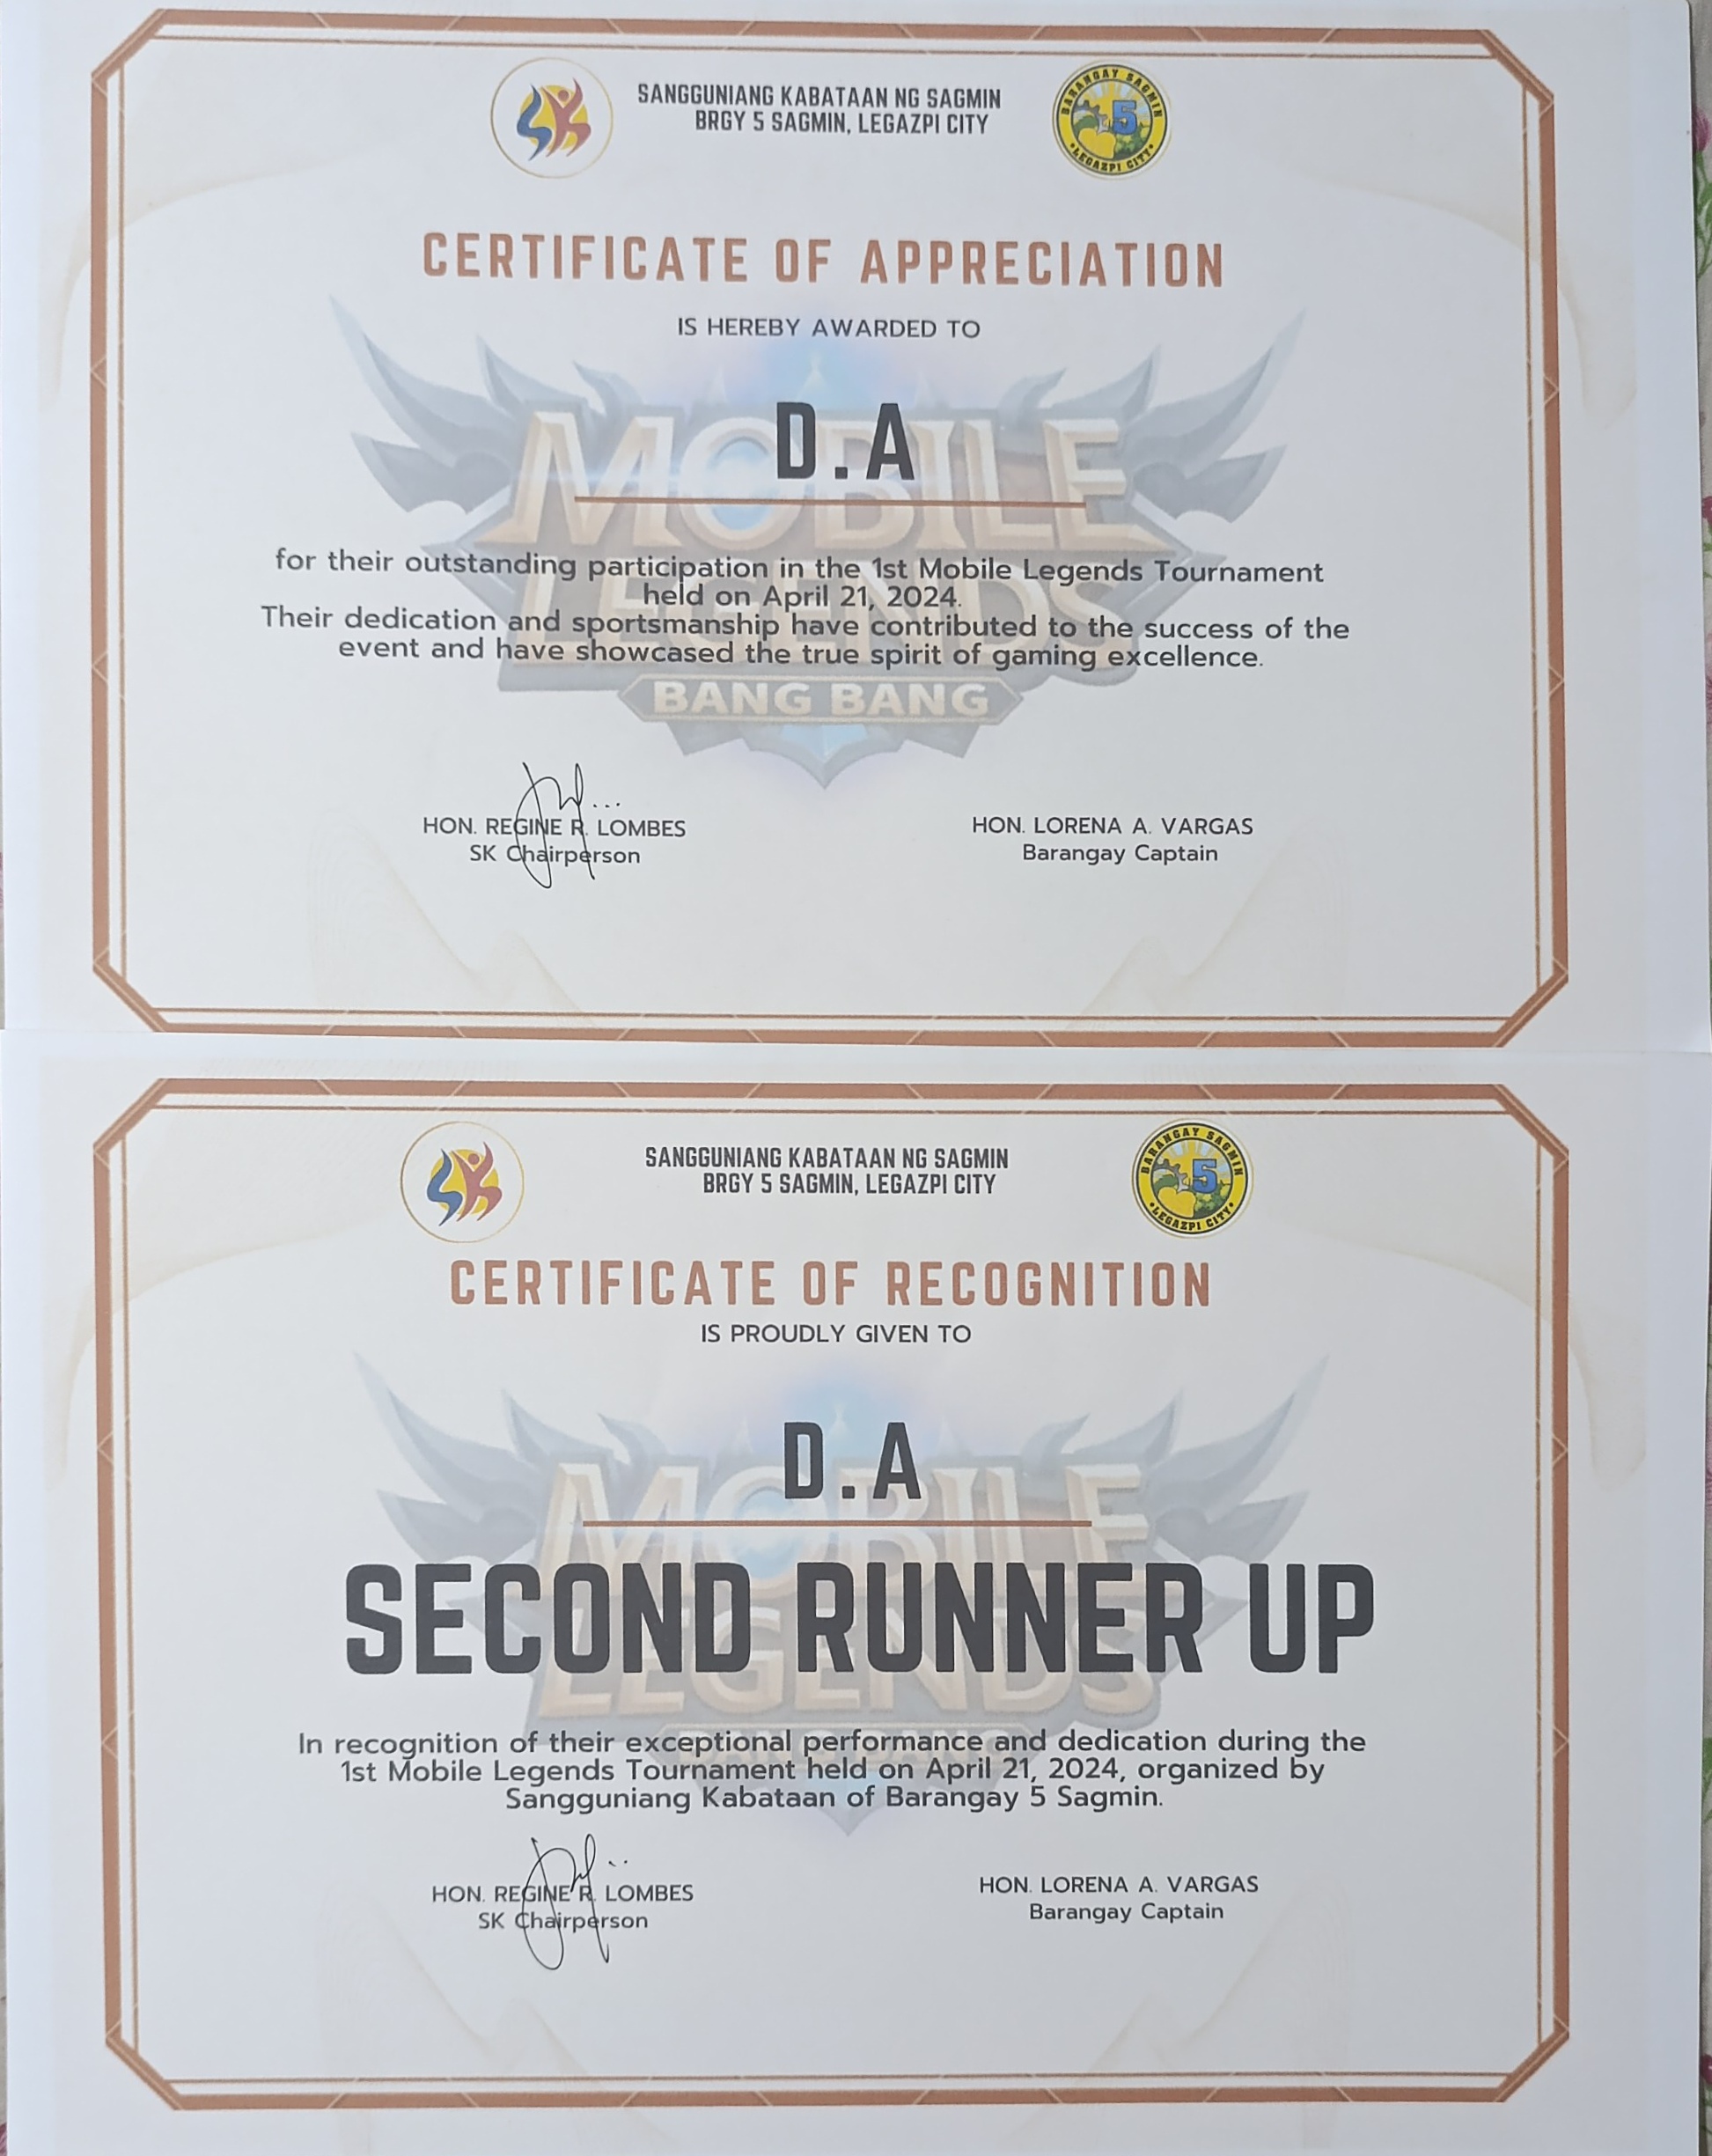 SANGGUNIANG KABATAAN NG SAGMIN
BRGY 5 SAGMIN, LEGAZPI CITY
BARANGAY SAGMIN
5
LEGAZPI CITY
CERTIFICATE OF APPRECIATION
IS HEREBY AWARDED TO
D.A
MOBILE
LEGENDS
BANG BANG
for their outstanding participation in the 1st Mobile Legends Tournament
held on April 21, 2024.
Their dedication and sportsmanship have contributed to the success of the
event and have showcased the true spirit of gaming excellence.
HON. REGINE R. LOMBES
SK Chairperson
HON. LORENA A. VARGAS
Barangay Captain
SANGGUNIANG KABATAAN NG SAGMIN
BRGY 5 SAGMIN, LEGAZPI CITY
BARANGAY SAGMIN
5
LEGAZPI CITY
CERTIFICATE OF RECOGNITION
IS PROUDLY GIVEN TO
D.A
MOBILE
SECOND RUNNER UP
LEGENDS
BANG BANG
In recognition of their exceptional performance and dedication during the
1st Mobile Legends Tournament held on April 21, 2024, organized by
Sangguniang Kabataan of Barangay 5 Sagmin.
HON. REGINE R. LOMBES
SK Chairperson
HON. LORENA A. VARGAS
Barangay Captain